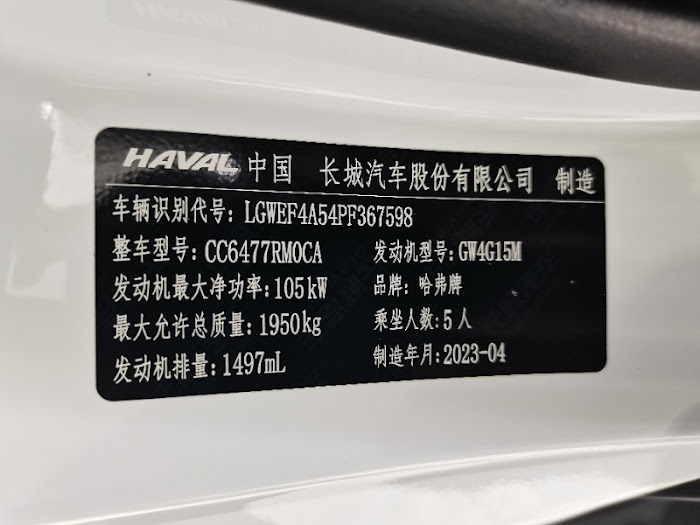 HAVAL 中国 长城汽车股份有限公司 制造
车辆识别代号: LGWEF4A54PF367598
整车型号: CC6477RM0CA 发动机型号: GW4G15M
发动机最大净功率: 105kW 品牌: 哈弗牌
最大允许总质量: 1950kg 乘坐人数: 5人
发动机排量: 1497mL 制造年月: 2023-04